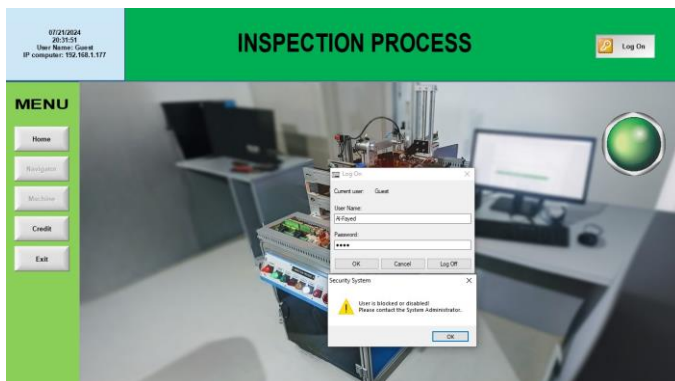 07/21/2024
20:31:51
User Name: Guest
IP computer: 192.168.1.177
INSPECTION PROCESS
Log On
MENU
Home
Navigator
Machine
Credit
Exit
Log On
Current user: Guest
User Name:
Al-Fayed
Password:
OK Cancel Log Off
Security System
User is blocked or disabled!
Please contact the System Administrator.
OK